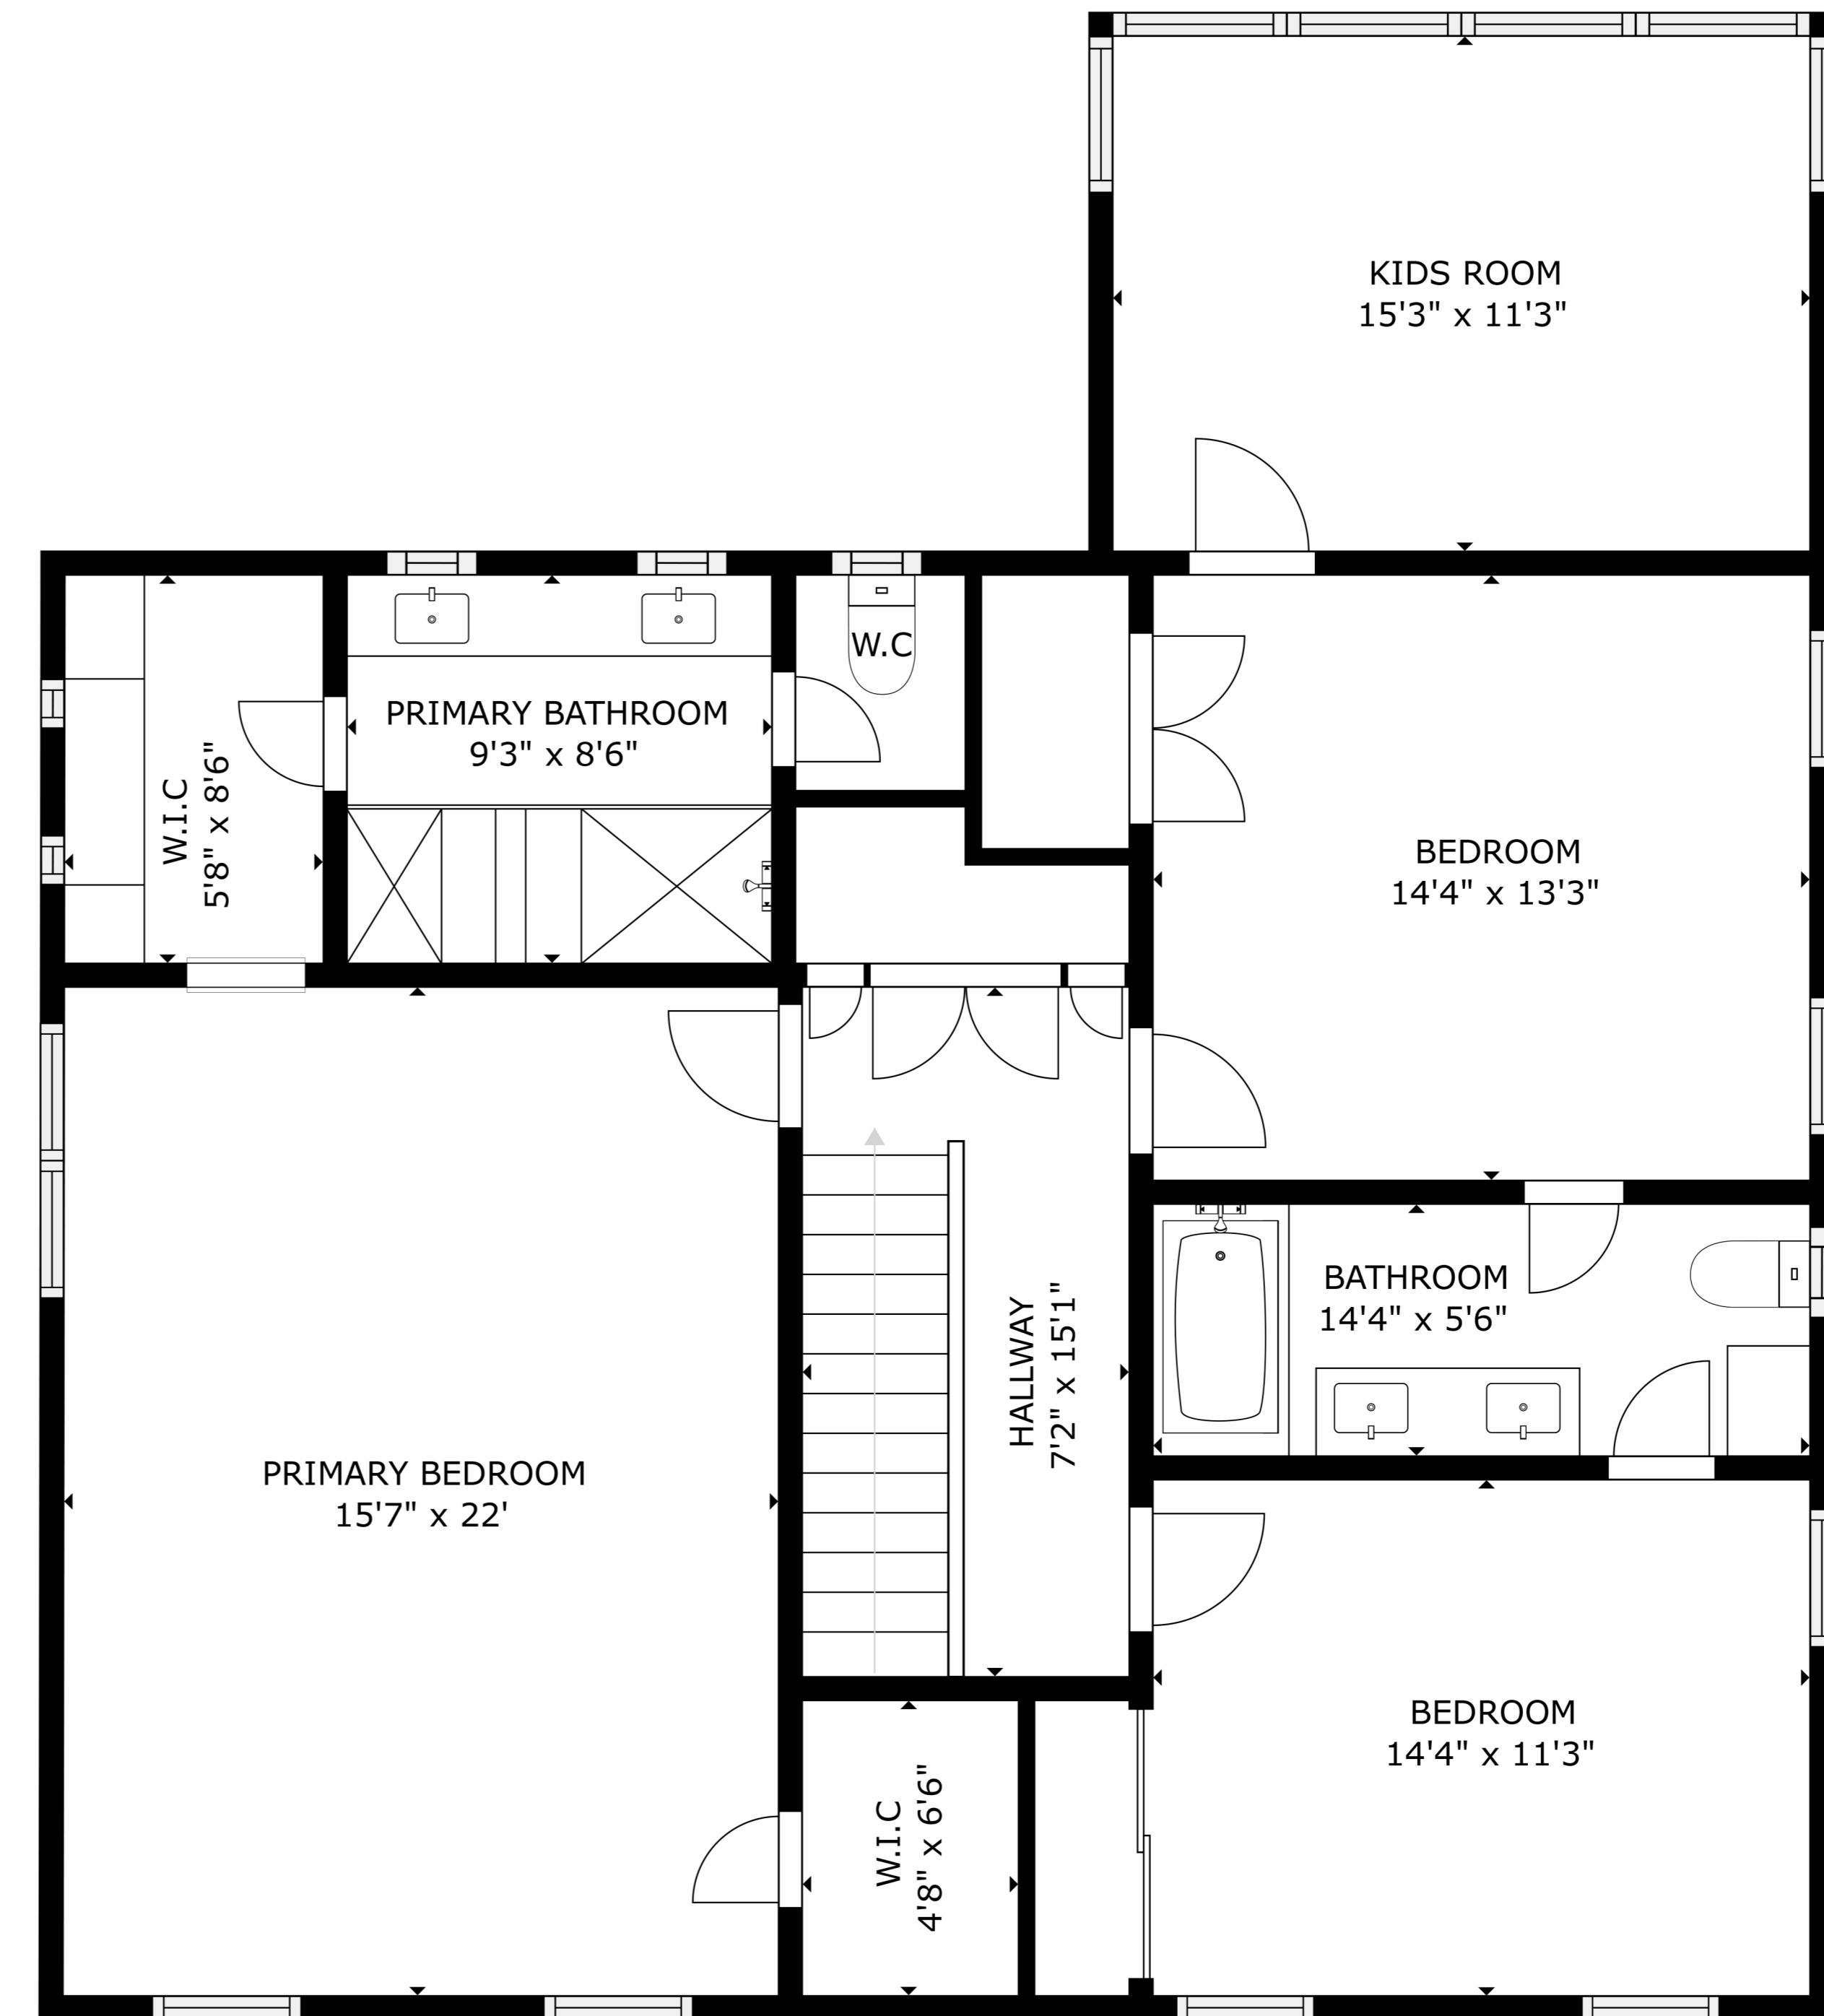 KIDS ROOM
15'3" x 11'3"
W.C
PRIMARY BATHROOM
9'3" x 8'6"
W.I.C
5'8" x 8'6"
BEDROOM
14'4" x 13'3"
BATHROOM
14'4" x 5'6"
HALLWAY
7'2" x 15'1"
PRIMARY BEDROOM
15'7" x 22'
BEDROOM
14'4" x 11'3"
W.I.C
4'8" x 6'6"